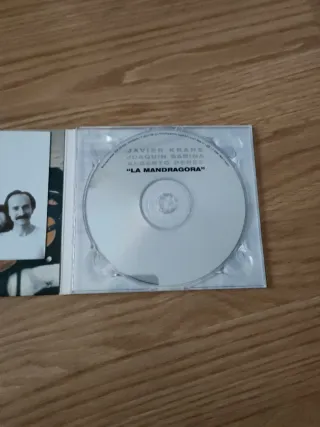 JAVIER KRAHE
JOAQUIN SABINA
ALBERTO PEREZ
"LA MANDRAGORA"